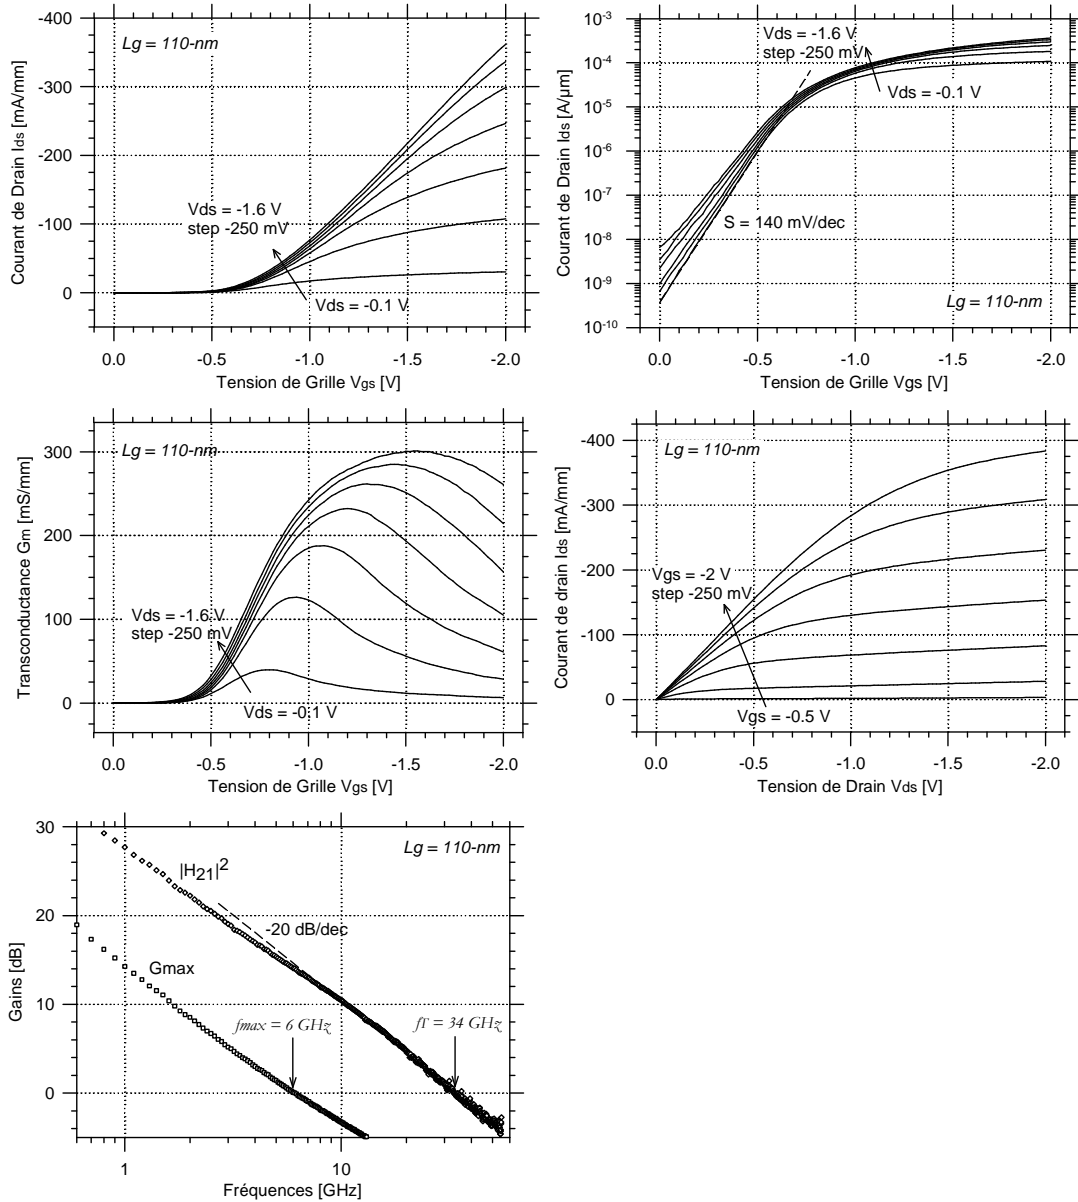 Lg = 110-nm
Courant de Drain Ids [mA/mm]
-400
-300
-200
-100
0
Vds = -1.6 V
step -250 mV
Vds = -0.1 V
0.0 -0.5 -1.0 -1.5 -2.0
Tension de Grille Vgs [V]
Courant de Drain Ids [A/µm]
10-3
10-4
10-5
10-6
10-7
10-8
10-9
10-10
Vds = -1.6 V
step -250 mV
Vds = -0.1 V
S = 140 mV/dec
Lg = 110-nm
0.0 -0.5 -1.0 -1.5 -2.0
Tension de Grille Vgs [V]
Transconductance Gm [mS/mm]
300
200
100
0
Lg = 110-nm
Vds = -1.6 V
step -250 mV
Vds = -0.1 V
0.0 -0.5 -1.0 -1.5 -2.0
Tension de Grille Vgs [V]
Courant de drain Ids [mA/mm]
-400
-300
-200
-100
0
Lg = 110-nm
Vgs = -2 V
step -250 mV
Vgs = -0.5 V
0.0 -0.5 -1.0 -1.5 -2.0
Tension de Drain Vds [V]
Gains [dB]
30
20
10
0
Lg = 110-nm
|H21|2
-20 dB/dec
Gmax
fmax = 6 GHz
fT = 34 GHz
1 10
Fréquences [GHz]